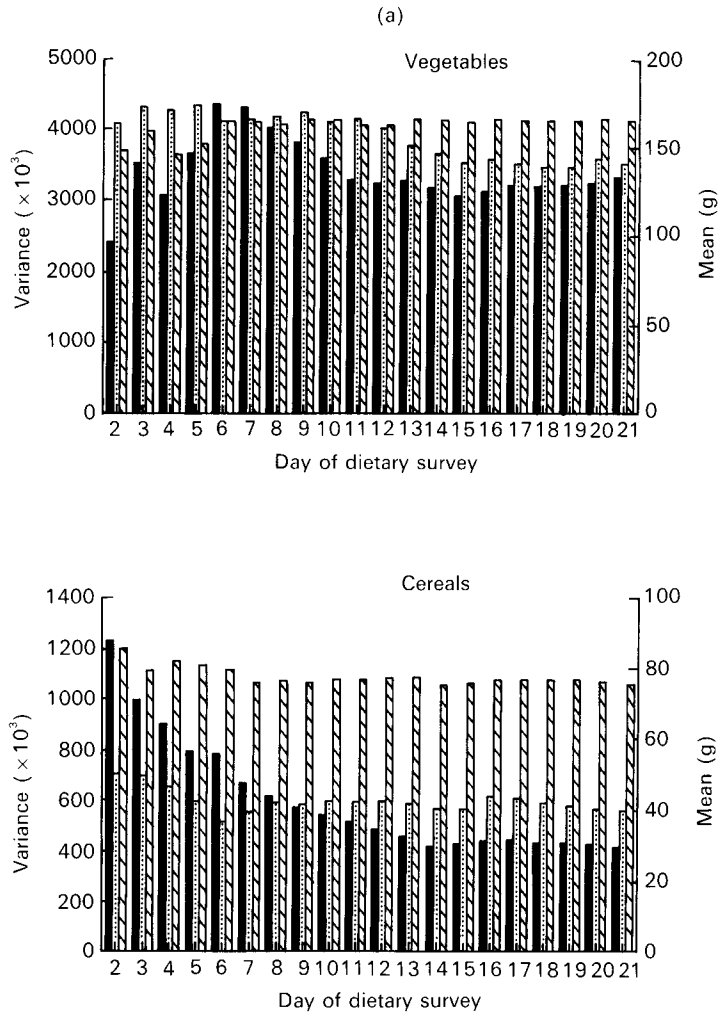 (a)
Vegetables
5000
4000
3000
2000
1000
0
Variance (×10³)
200
150
100
50
0
Mean (g)
2 3 4 5 6 7 8 9 10 11 12 13 14 15 16 17 18 19 20 21
Day of dietary survey
Cereals
1400
1200
1000
800
600
400
200
0
Variance (×10³)
100
80
60
40
20
0
Mean (g)
2 3 4 5 6 7 8 9 10 11 12 13 14 15 16 17 18 19 20 21
Day of dietary survey